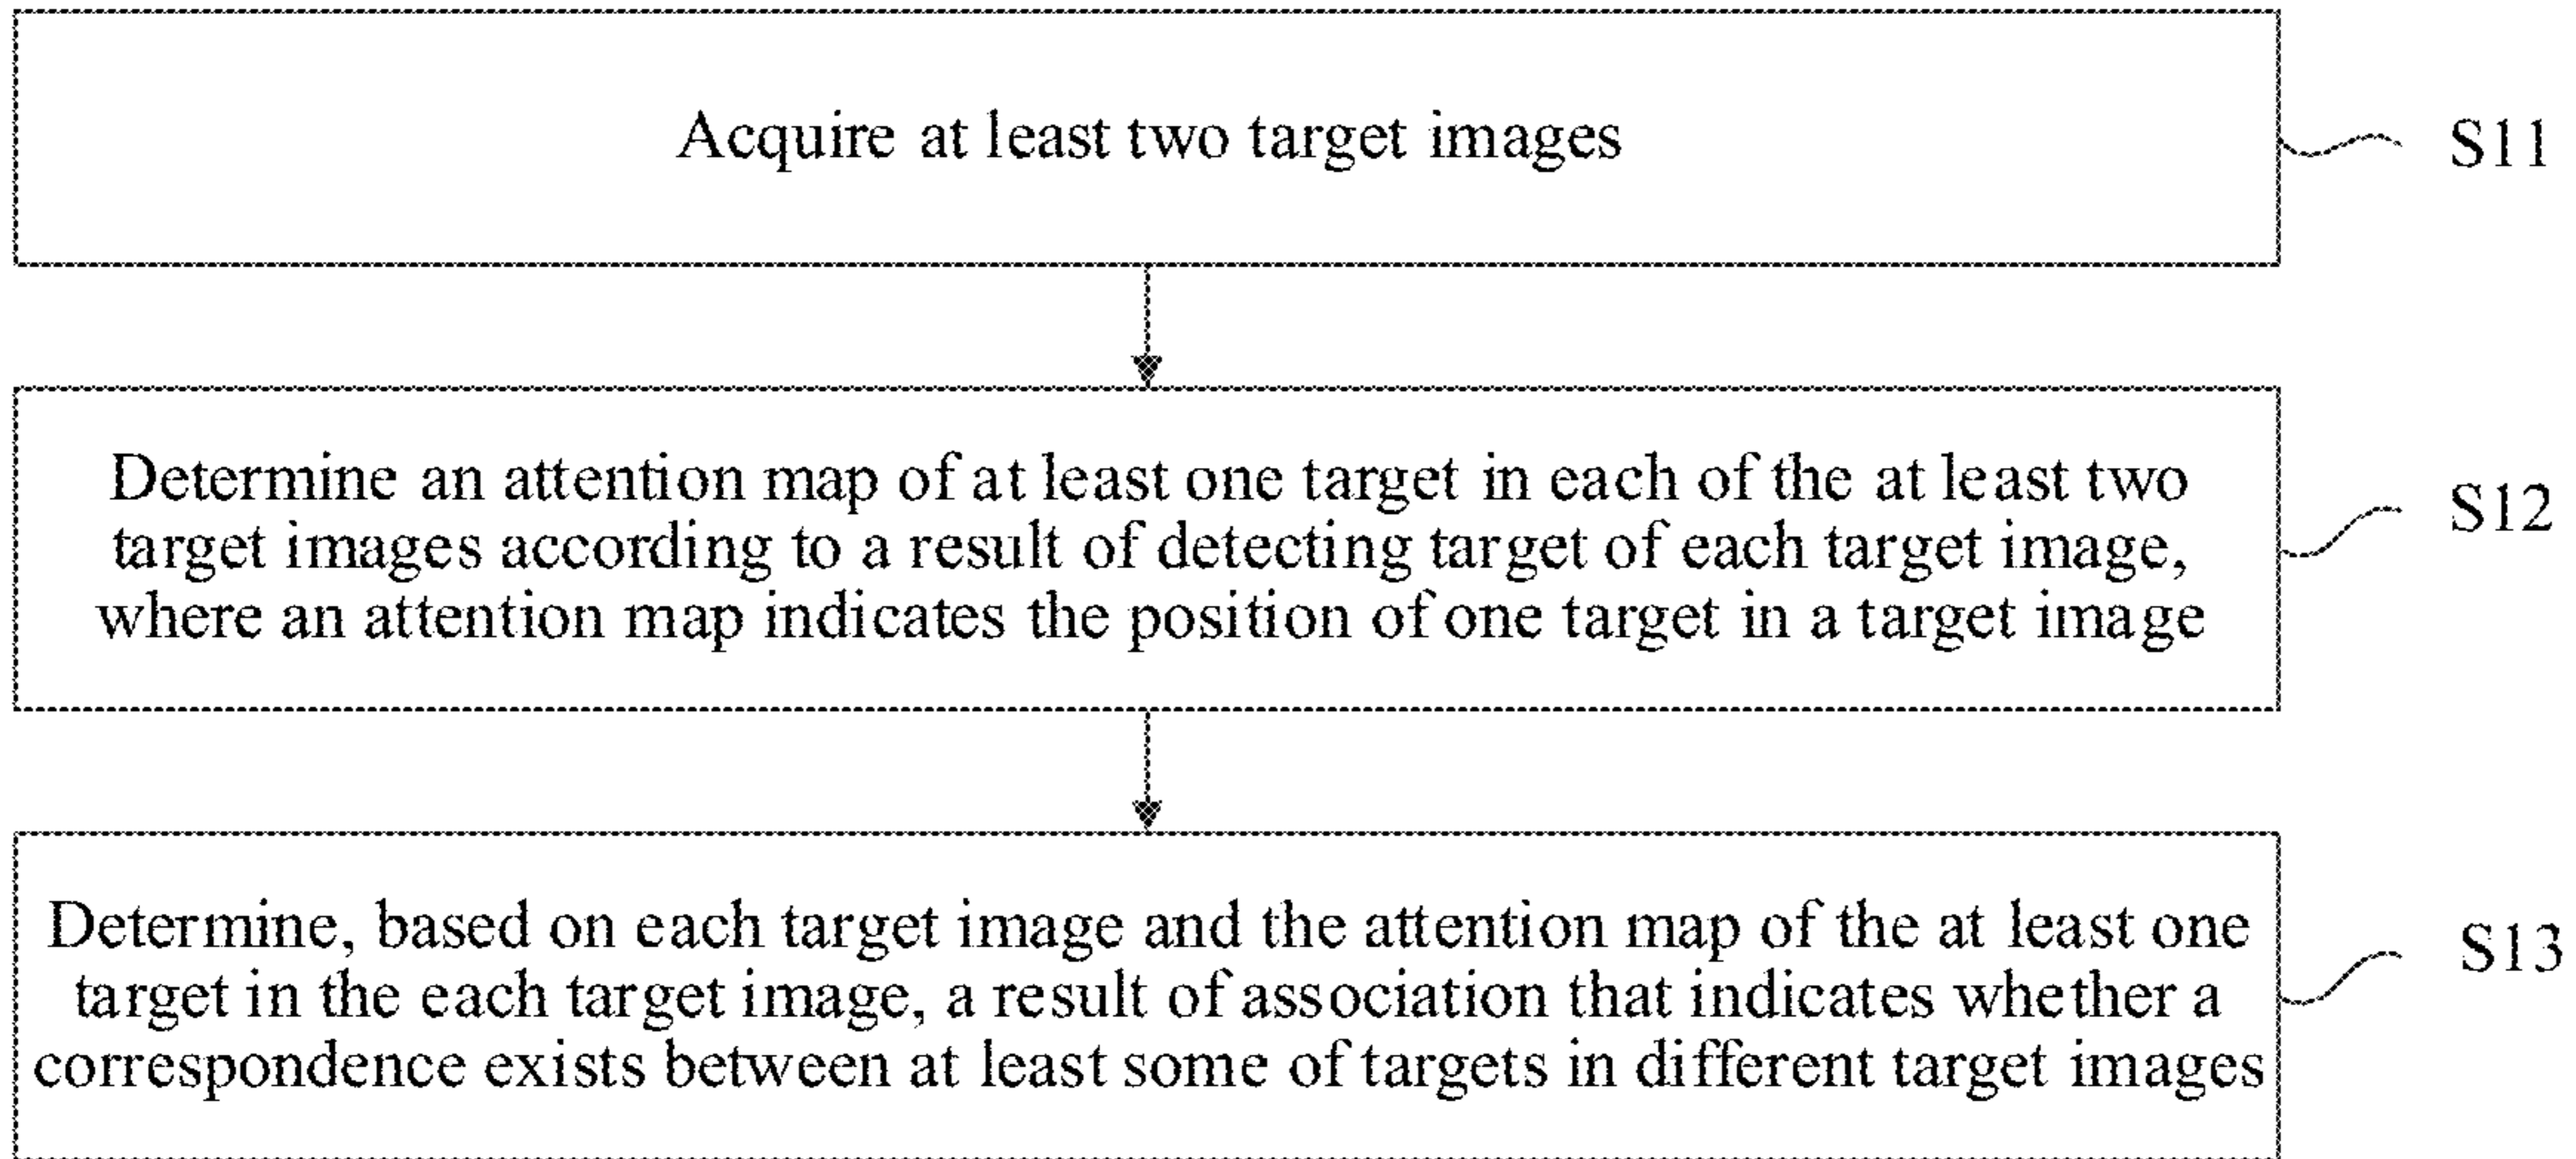 Acquire at least two target images
S11
Determine an attention map of at least one target in each of the at least two
target images according to a result of detecting target of each target image,
where an attention map indicates the position of one target in a target image
S12
Determine, based on each target image and the attention map of the at least one
target in the each target image, a result of association that indicates whether a
correspondence exists between at least some of targets in different target images
S13